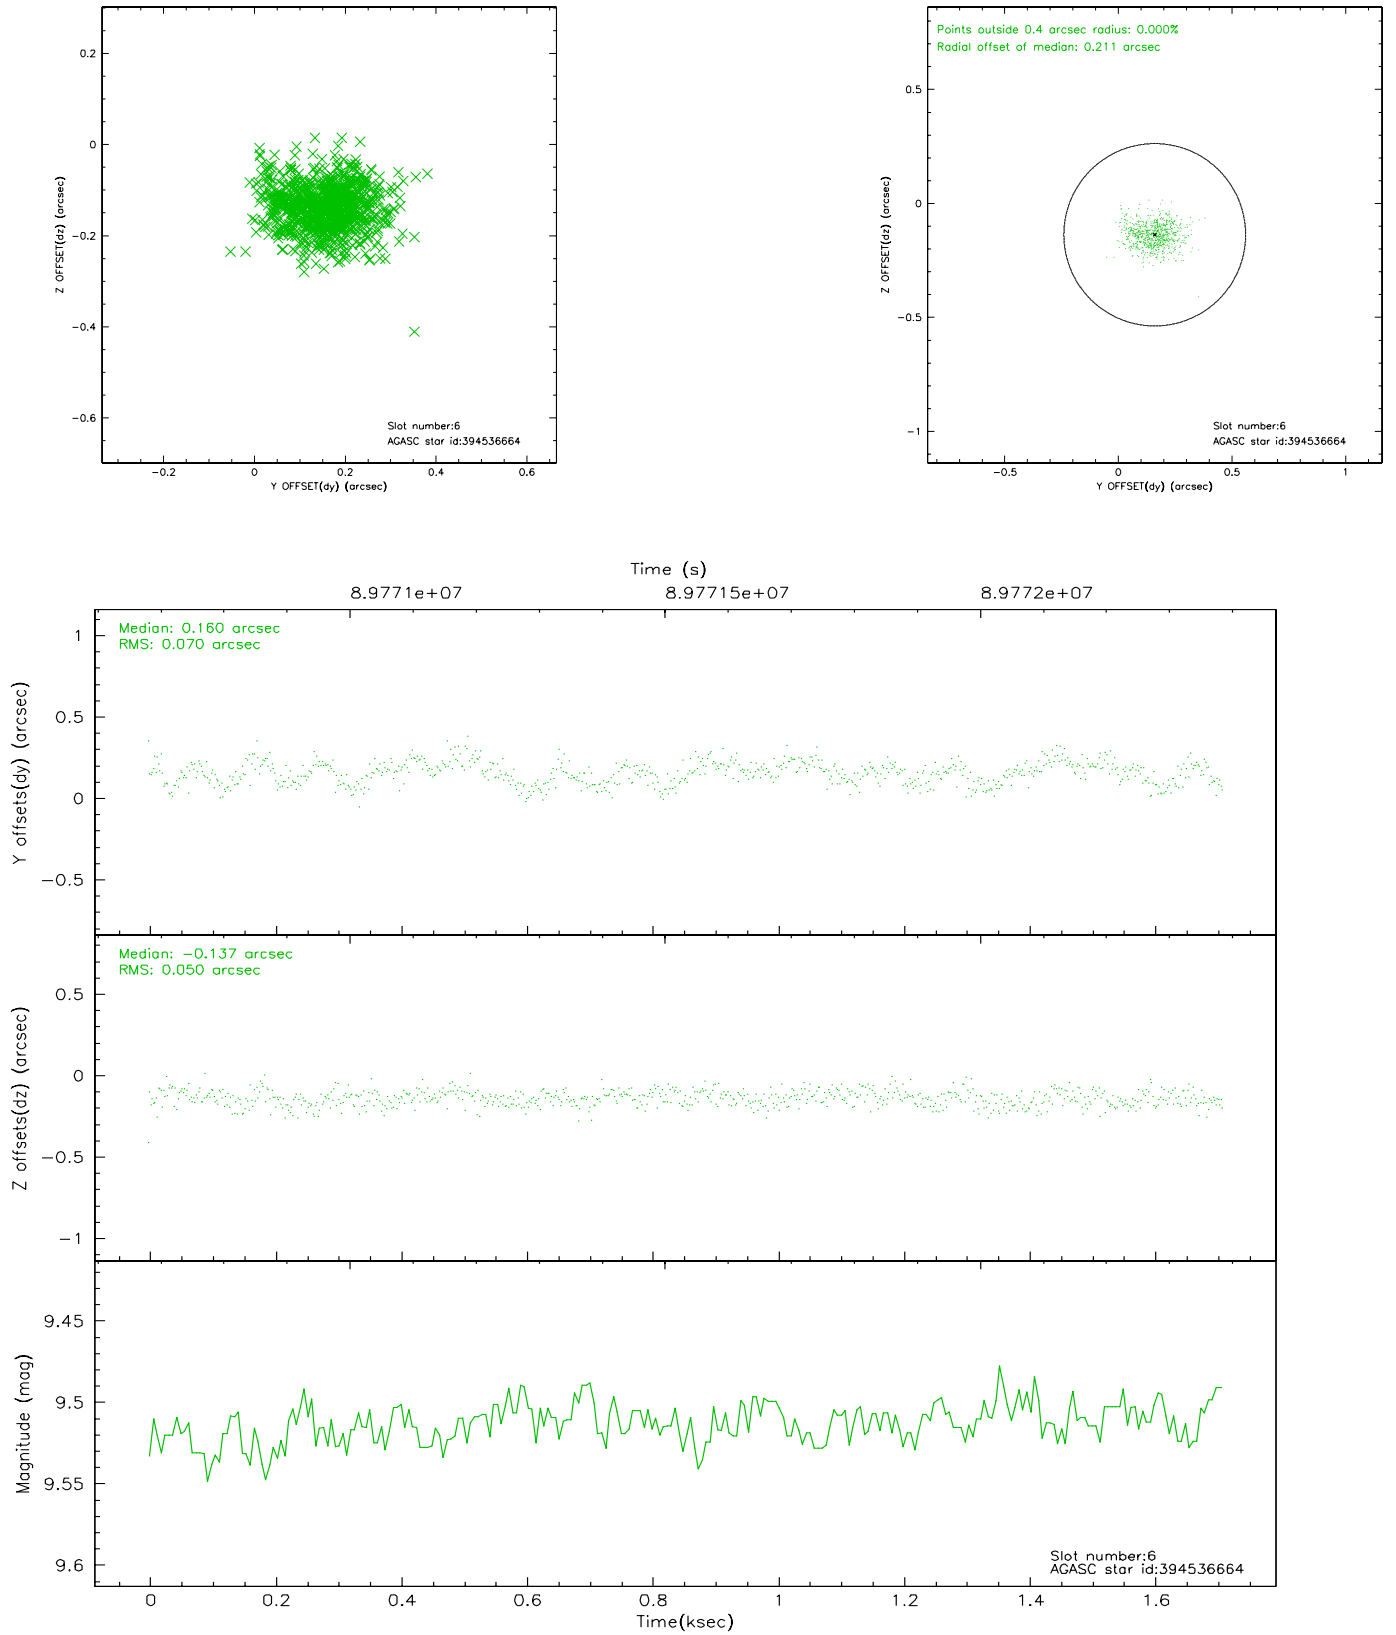 0.2
0
−0.2
−0.4
−0.6
Z OFFSET(dz) (arcsec)
Slot number:6
AGASC star id:394536664
−0.2 0 0.2 0.4 0.6
Y OFFSET(dy) (arcsec)
Points outside 0.4 arcsec radius: 0.000%
Radial offset of median: 0.211 arcsec
0.5
0
−0.5
−1
Z OFFSET(dz) (arcsec)
Slot number:6
AGASC star id:394536664
−0.5 0 0.5 1
Y OFFSET(dy) (arcsec)
Time (s)
8.9771e+07 8.97715e+07 8.9772e+07
Median: 0.160 arcsec
RMS: 0.070 arcsec
1
0.5
0
−0.5
Y offsets(dy) (arcsec)
Median: −0.137 arcsec
RMS: 0.050 arcsec
0.5
0
−0.5
−1
Z offsets(dz) (arcsec)
9.45
9.5
9.55
9.6
Magnitude (mag)
Slot number:6
AGASC star id:394536664
0 0.2 0.4 0.6 0.8 1 1.2 1.4 1.6
Time(ksec)